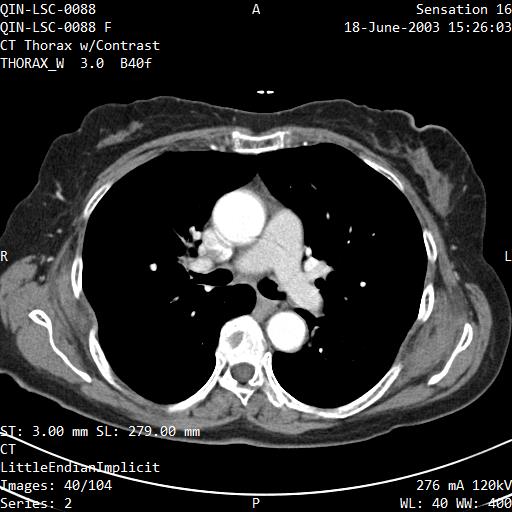 QIN-LSC-0088
QIN-LSC-0088 F
CT Thorax w/Contrast
THORAX_W 3.0 B40f
A
Sensation 16
18-June-2003 15:26:03
R
L
ST: 3.00 mm SL: 279.00 mm
CT
LittleEndianImplicit
Images: 40/104
Series: 2
P
276 mA 120kV
WL: 40 WW: 400